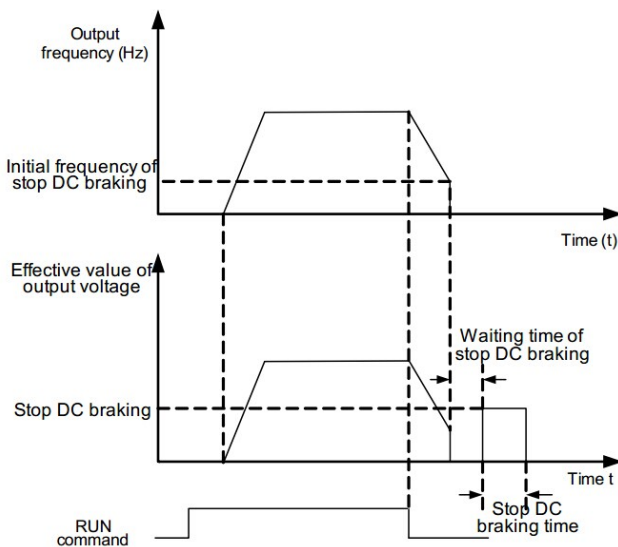 Output
frequency (Hz)
Initial frequency of
stop DC braking
Time (t)
Effective value of
output voltage
Waiting time of
stop DC braking
Stop DC braking
Time t
Stop DC
braking time
RUN
command